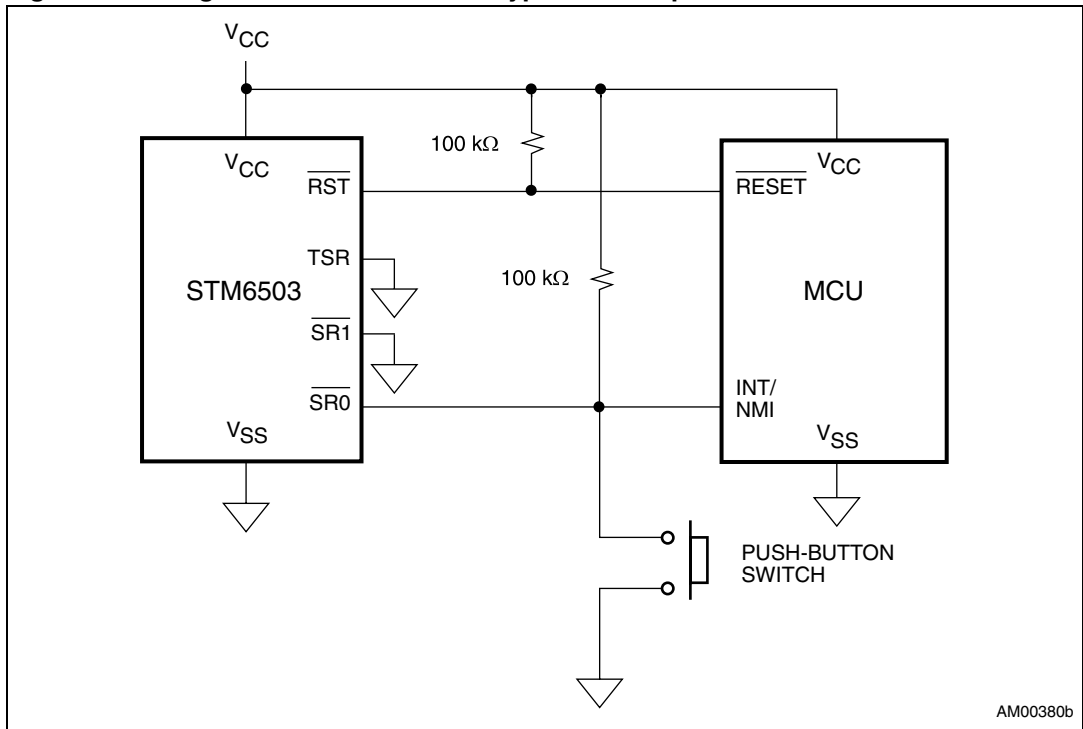 VCC
100 kΩ
VCC
RST
TSR
STM6503
SR1
SR0
VSS
100 kΩ
VCC
RESET
MCU
INT/
NMI
VSS
PUSH-BUTTON
SWITCH
AM00380b